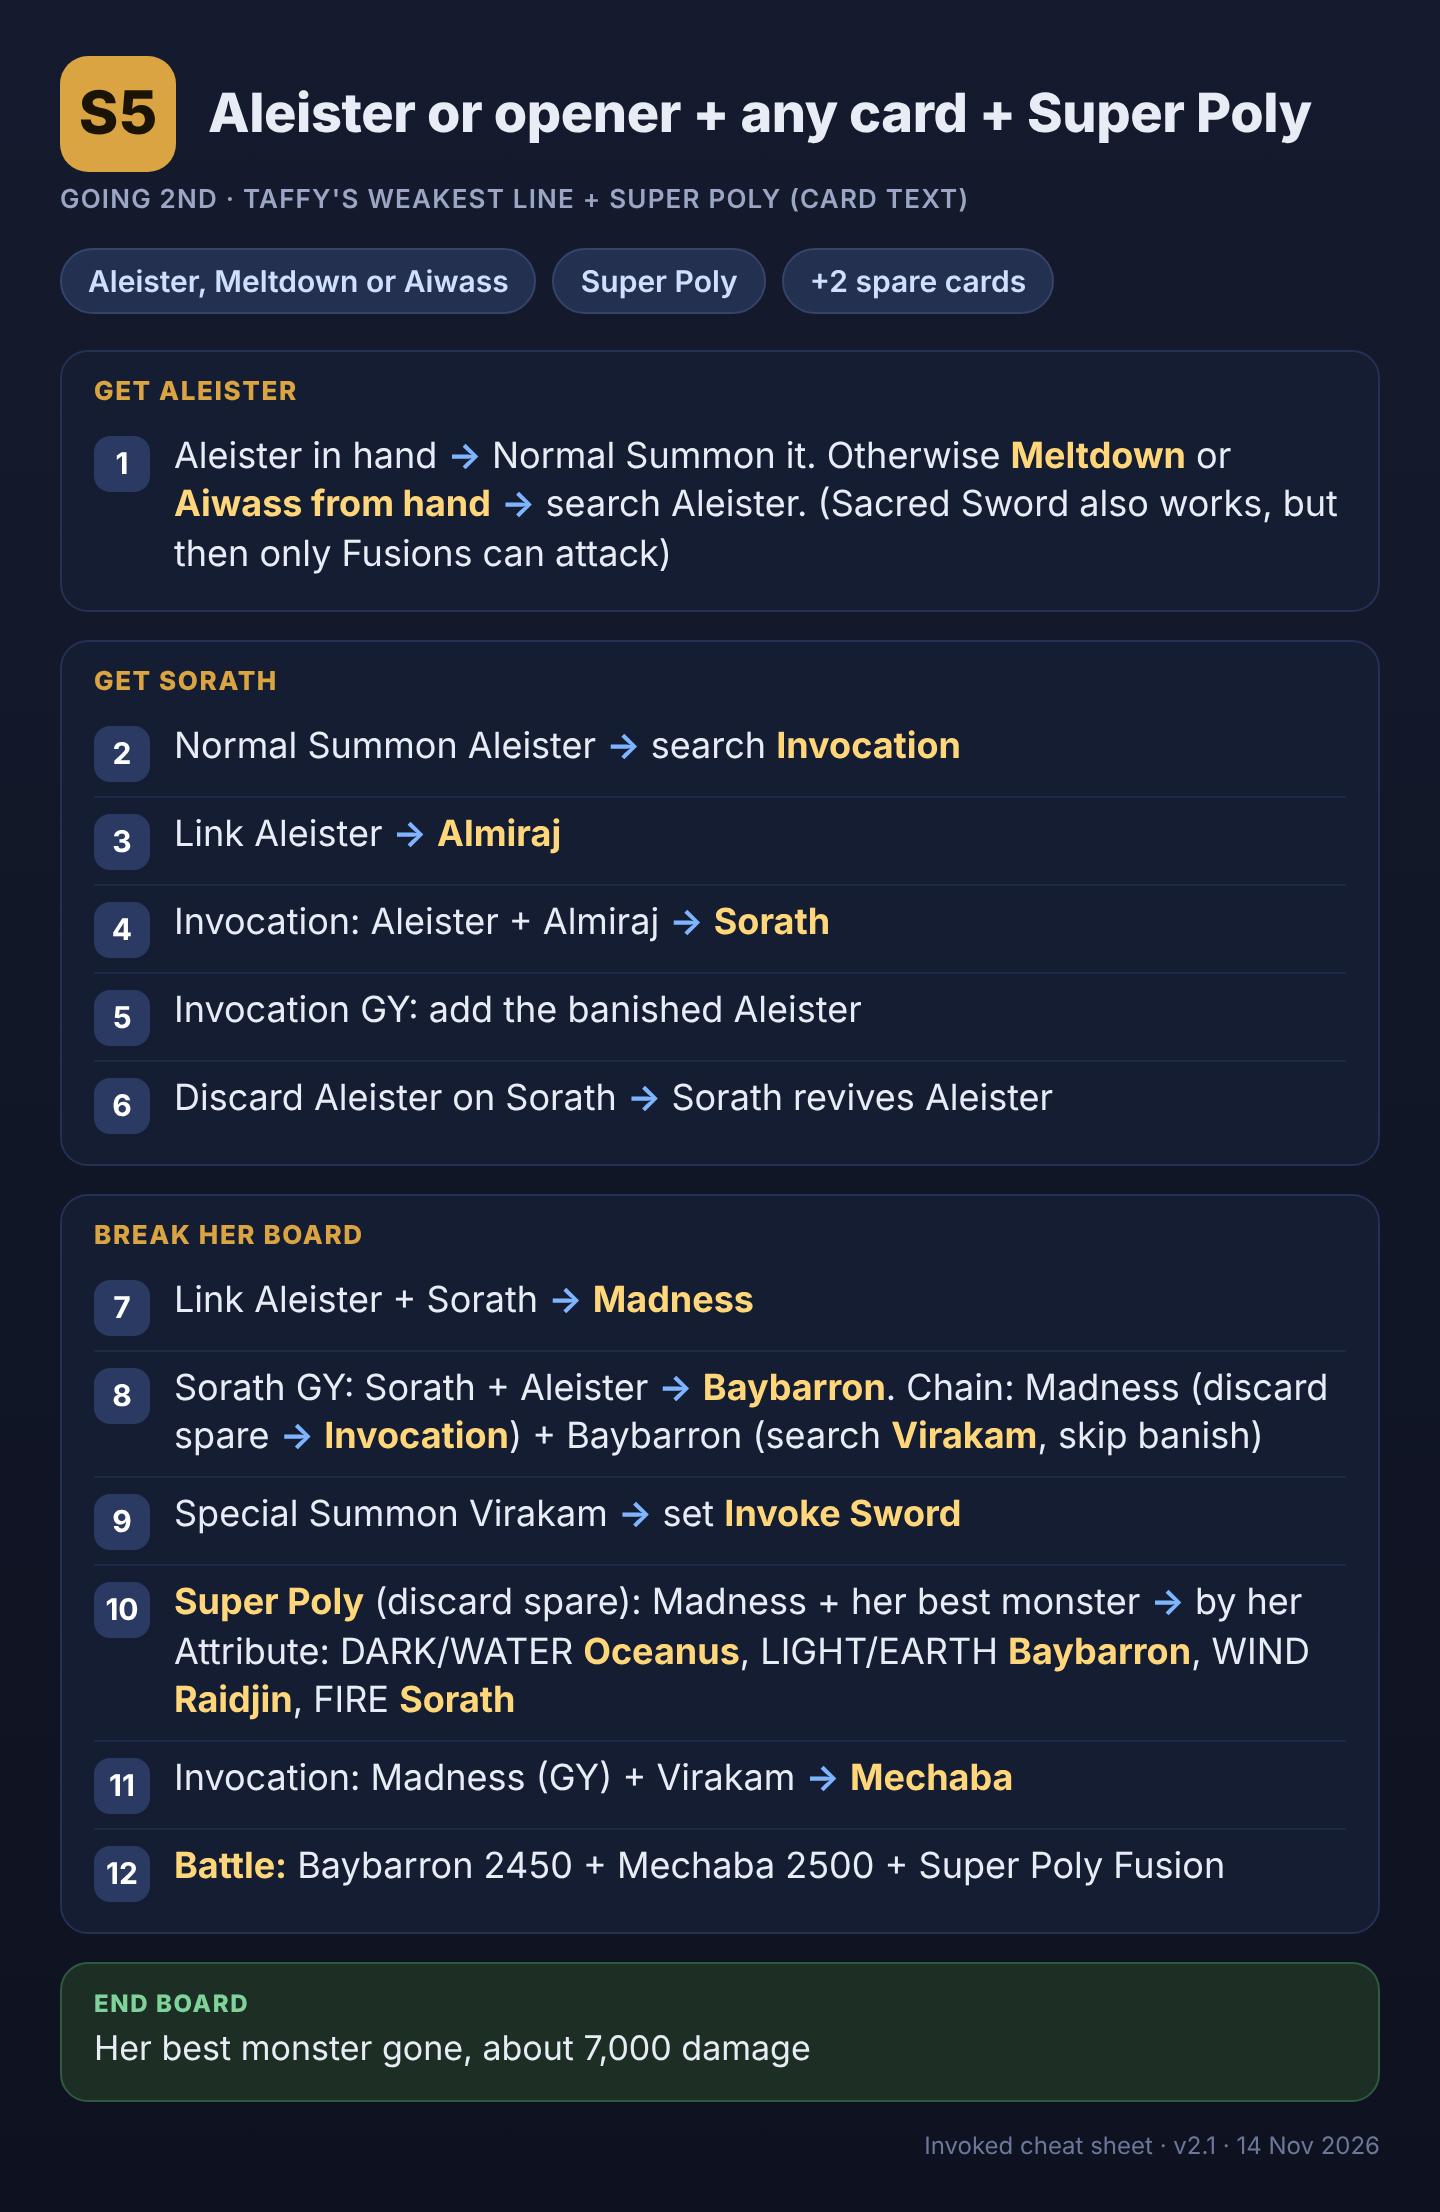 S5
Aleister or opener + any card + Super Poly
GOING 2ND · TAFFY'S WEAKEST LINE + SUPER POLY (CARD TEXT)
Aleister, Meltdown or Aiwass
Super Poly
+2 spare cards
GET ALEISTER
1 Aleister in hand → Normal Summon it. Otherwise Meltdown or
Aiwass from hand → search Aleister. (Sacred Sword also works, but
then only Fusions can attack)
GET SORATH
2 Normal Summon Aleister → search Invocation
3 Link Aleister → Almiraj
4 Invocation: Aleister + Almiraj → Sorath
5 Invocation GY: add the banished Aleister
6 Discard Aleister on Sorath → Sorath revives Aleister
BREAK HER BOARD
7 Link Aleister + Sorath → Madness
8 Sorath GY: Sorath + Aleister → Baybarron. Chain: Madness (discard
spare → Invocation) + Baybarron (search Virakam, skip banish)
9 Special Summon Virakam → set Invoke Sword
10 Super Poly (discard spare): Madness + her best monster → by her
Attribute: DARK/WATER Oceanus, LIGHT/EARTH Baybarron, WIND
Raidjin, FIRE Sorath
11 Invocation: Madness (GY) + Virakam → Mechaba
12 Battle: Baybarron 2450 + Mechaba 2500 + Super Poly Fusion
END BOARD
Her best monster gone, about 7,000 damage
Invoked cheat sheet · v2.1 · 14 Nov 2026